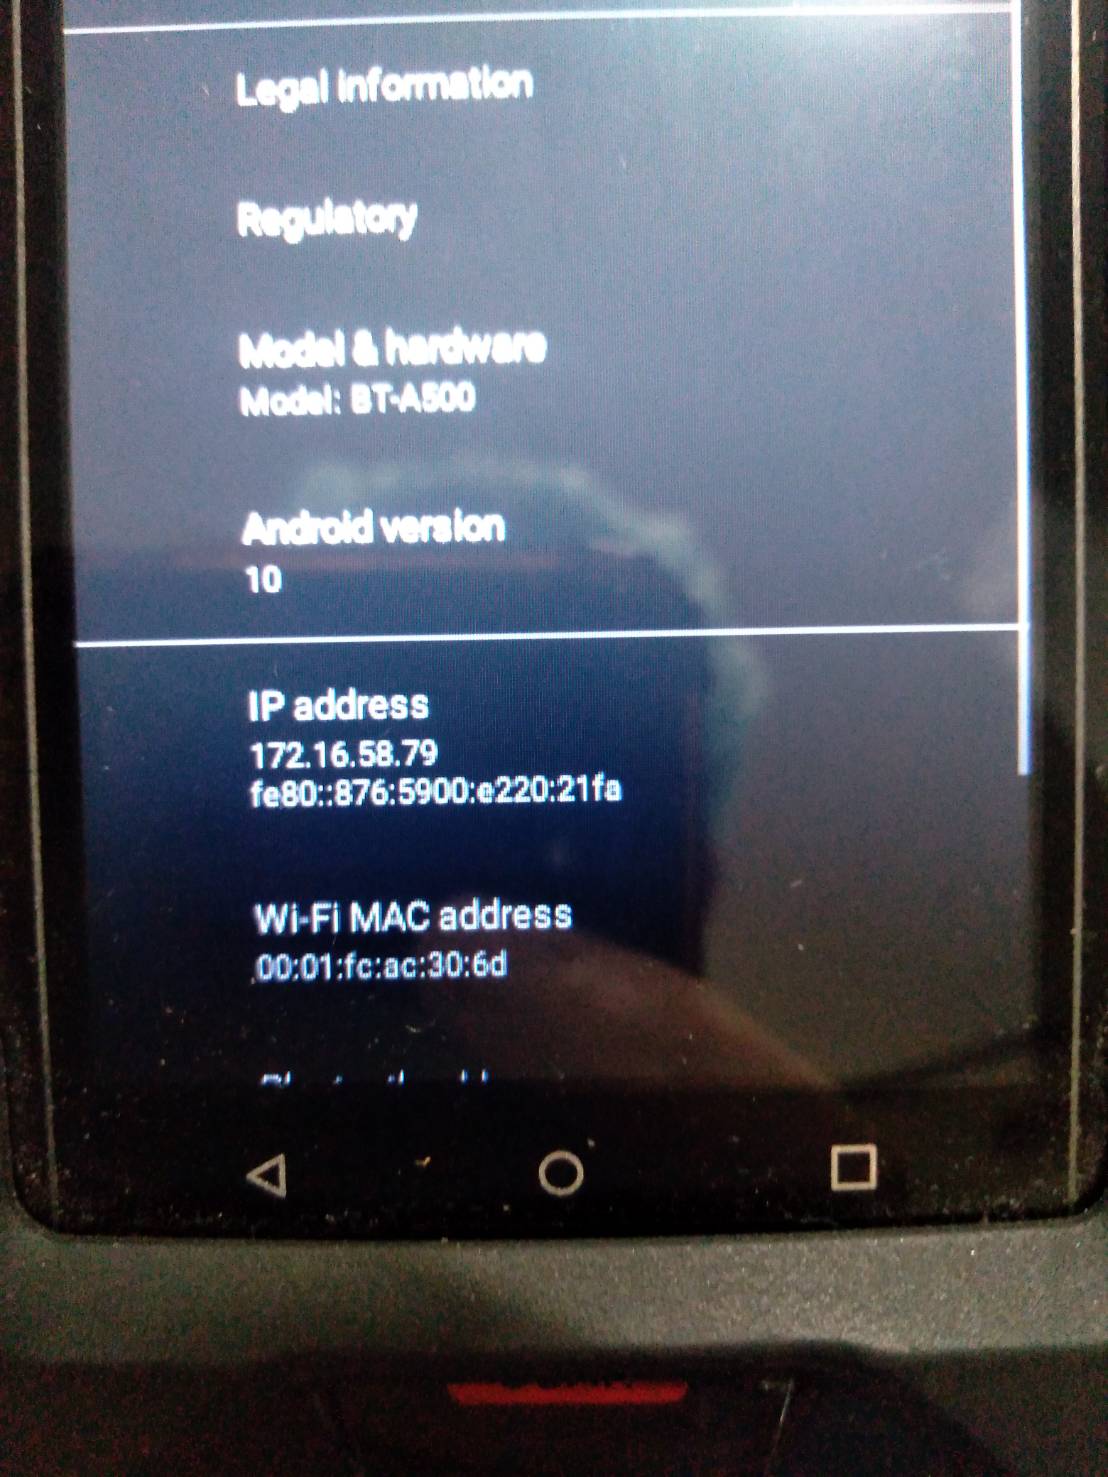 Legal information
Regulatory
Model & hardware
Model: BT-A500
Android version
10
IP address
172.16.58.79
fe80::876:5900:e220:21fa
Wi-Fi MAC address
00:01:fc:ac:30:6d